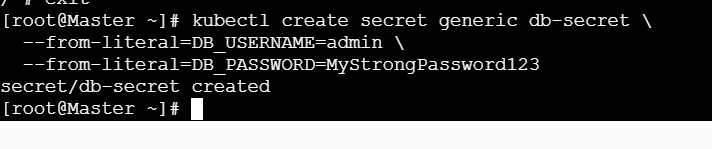 / # exit
[root@Master ~]# kubectl create secret generic db-secret \
  --from-literal=DB_USERNAME=admin \
  --from-literal=DB_PASSWORD=MyStrongPassword123
secret/db-secret created
[root@Master ~]#